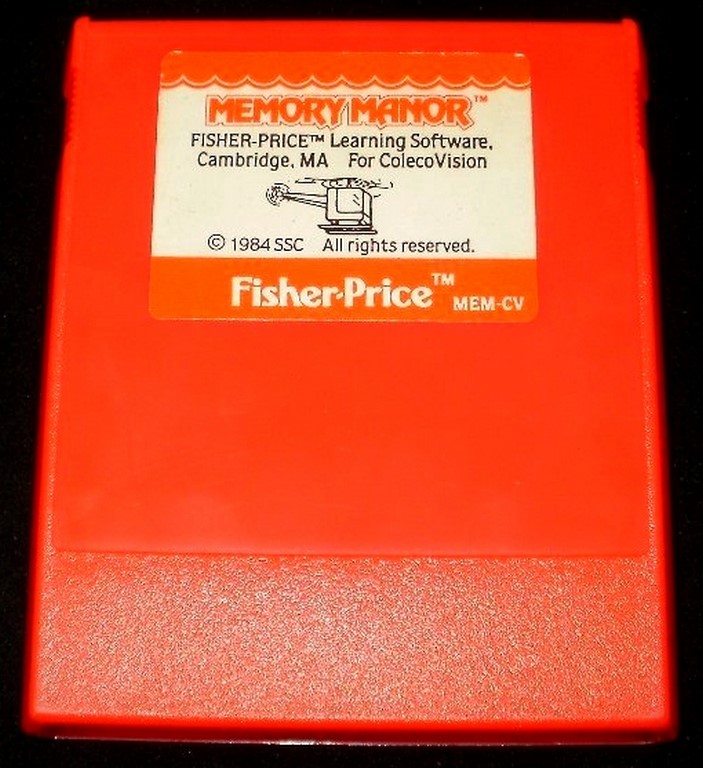 MEMORY MANOR™
FISHER-PRICE™ Learning Software,
Cambridge, MA For ColecoVision
© 1984 SSC All rights reserved.
Fisher-Price™ MEM-CV